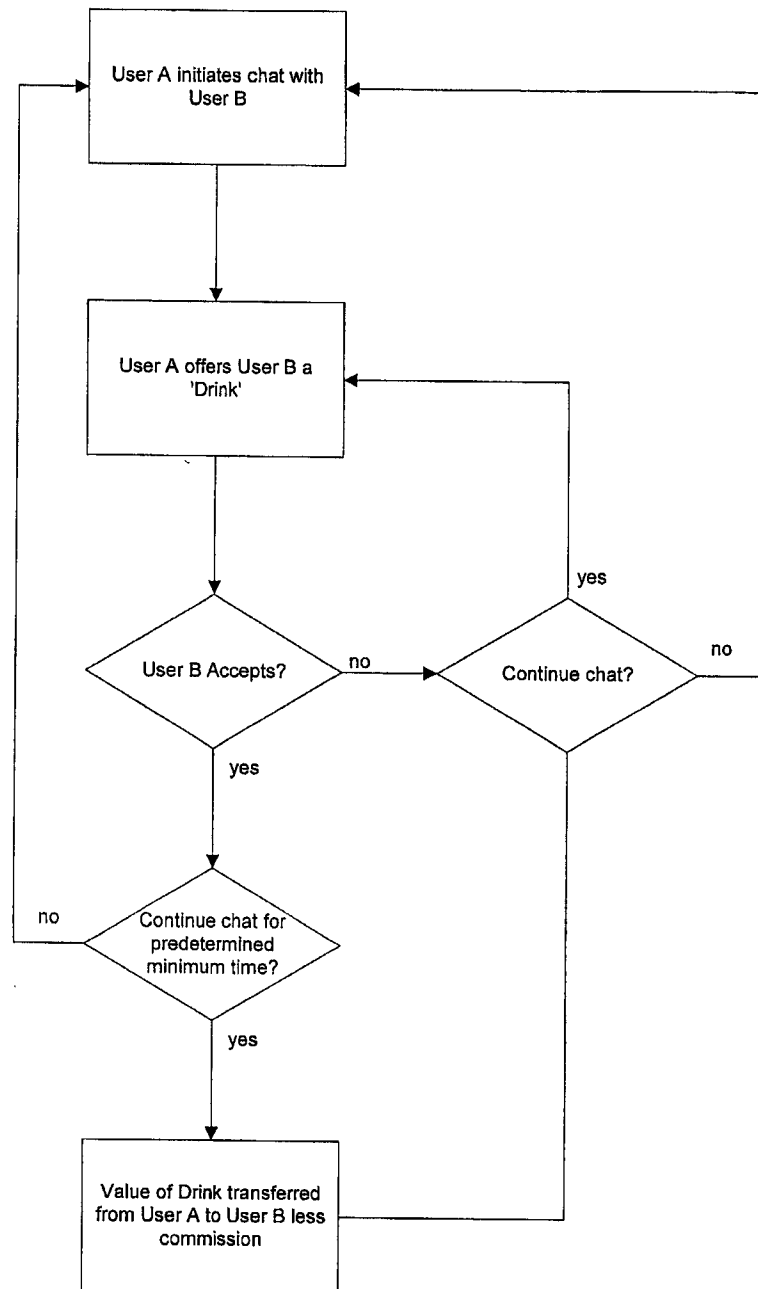 User A initiates chat with
User B
User A offers User B a
'Drink'
yes
User B Accepts?
no
Continue chat?
no
yes
no
Continue chat for
predetermined
minimum time?
yes
Value of Drink transferred
from User A to User B less
commission